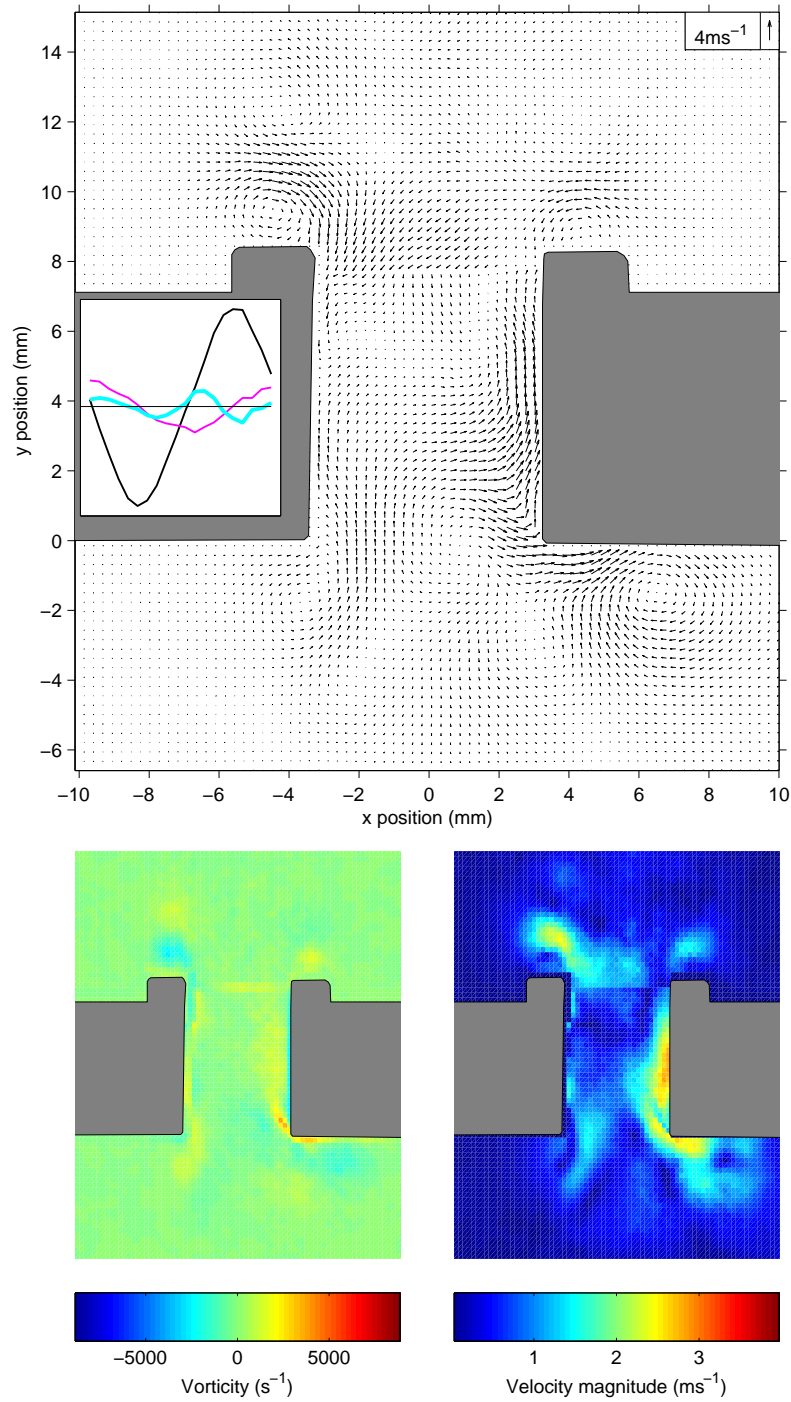 4ms⁻¹
14
12
10
8
6
4
2
0
−2
−4
−6
y position (mm)
−10 −8 −6 −4 −2 0 2 4 6 8 10
x position (mm)
−5000 0 5000
Vorticity (s⁻¹)
1 2 3
Velocity magnitude (ms⁻¹)